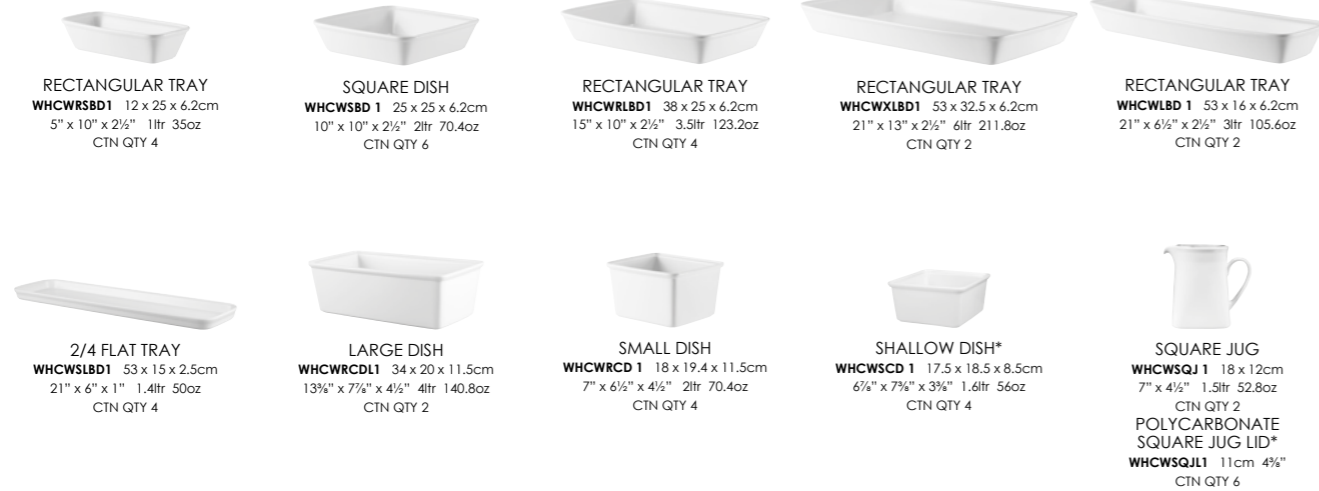 RECTANGULAR TRAY
WHCWRSBD1 12 x 25 x 6.2cm
5” x 10” x 2½” 1ltr 35oz
CTN QTY 4
SQUARE DISH
WHCWSBD 1 25 x 25 x 6.2cm
10” x 10” x 2½” 2ltr 70.4oz
CTN QTY 6
RECTANGULAR TRAY
WHCWRLBD1 38 x 25 x 6.2cm
15” x 10” x 2½” 3.5ltr 123.2oz
CTN QTY 4
RECTANGULAR TRAY
WHCWXLBD1 53 x 32.5 x 6.2cm
21” x 13” x 2½” 6ltr 211.8oz
CTN QTY 2
RECTANGULAR TRAY
WHCWLBD 1 53 x 16 x 6.2cm
21” x 6½” x 2½” 3ltr 105.6oz
CTN QTY 2
2/4 FLAT TRAY
WHCWSLBD1 53 x 15 x 2.5cm
21” x 6” x 1” 1.4ltr 50oz
CTN QTY 4
LARGE DISH
WHCWRCDL1 34 x 20 x 11.5cm
13⅜” x 7⅞” x 4½” 4ltr 140.8oz
CTN QTY 2
SMALL DISH
WHCWRCD 1 18 x 19.4 x 11.5cm
7” x 6½” x 4½” 2ltr 70.4oz
CTN QTY 4
SHALLOW DISH*
WHCWSCD 1 17.5 x 18.5 x 8.5cm
6⅞” x 7⅜” x 3⅜” 1.6ltr 56oz
CTN QTY 4
SQUARE JUG
WHCWSQJ 1 18 x 12cm
7” x 4½” 1.5ltr 52.8oz
CTN QTY 2
POLYCARBONATE
SQUARE JUG LID*
WHCWSQJL1 11cm 4⅜”
CTN QTY 6